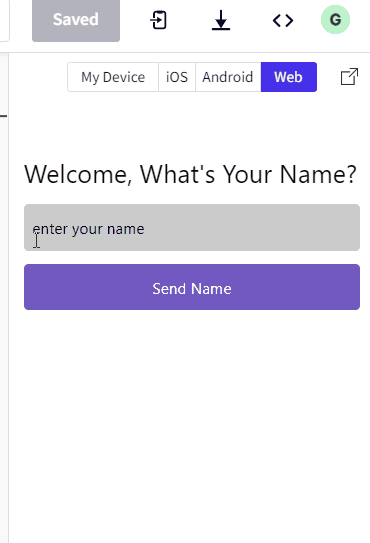 Saved
G
My Device iOS Android Web
Welcome, What's Your Name?
enter your name
Send Name